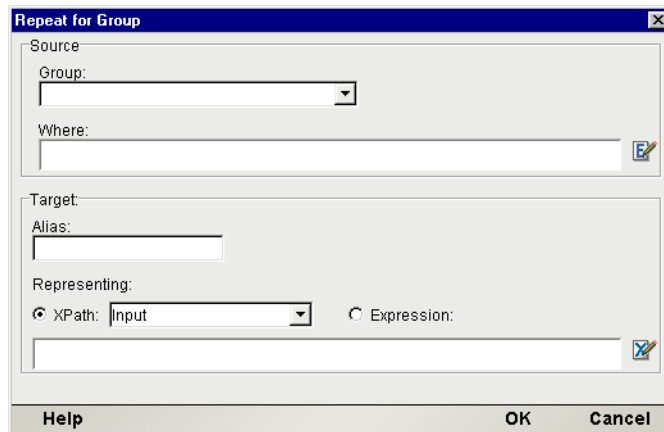 Repeat for Group
Source
Group:
Where:
Target:
Alias:
Representing:
XPath: Input Expression:
Help OK Cancel